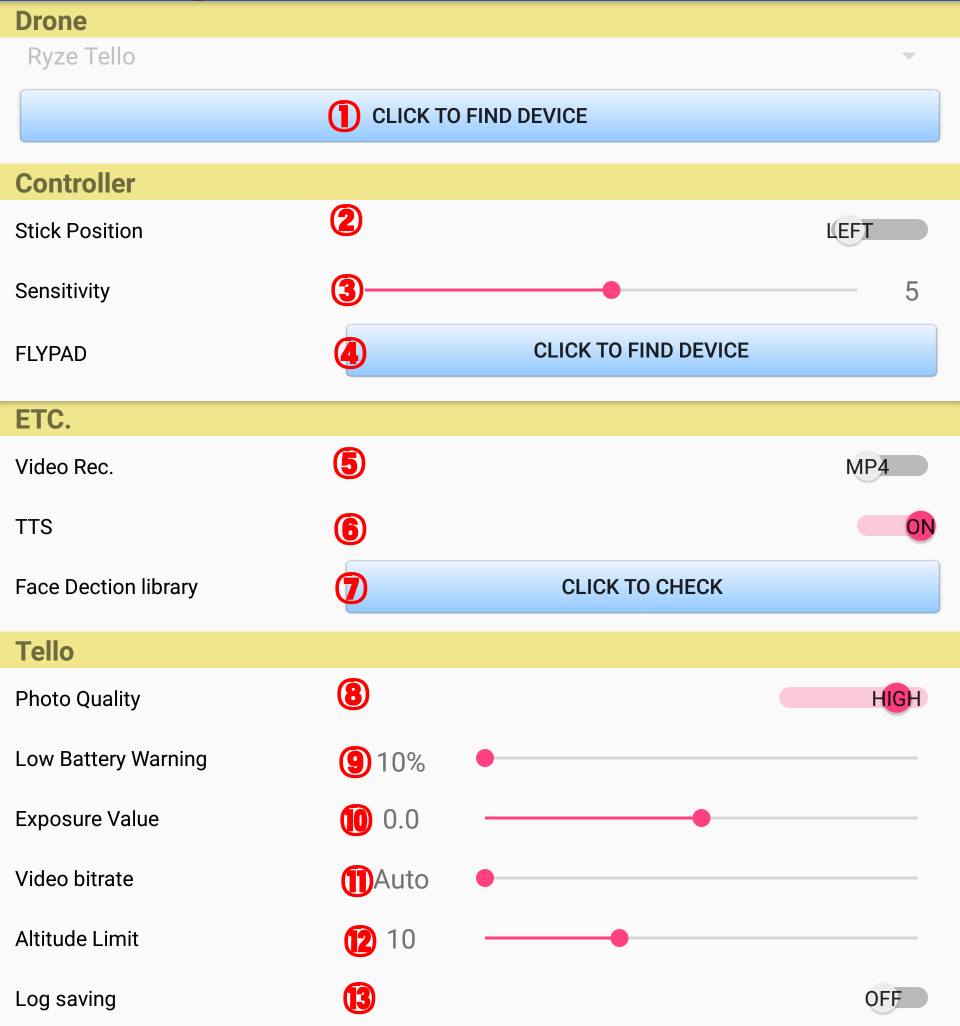 Drone
Ryze Tello
① CLICK TO FIND DEVICE
Controller
Stick Position ② LEFT
Sensitivity ③ 5
FLYPAD ④ CLICK TO FIND DEVICE
ETC.
Video Rec. ⑤ MP4
TTS ⑥ ON
Face Dection library ⑦ CLICK TO CHECK
Tello
Photo Quality ⑧ HIGH
Low Battery Warning ⑨ 10%
Exposure Value ⑩ 0.0
Video bitrate ⑪ Auto
Altitude Limit ⑫ 10
Log saving ⑬ OFF